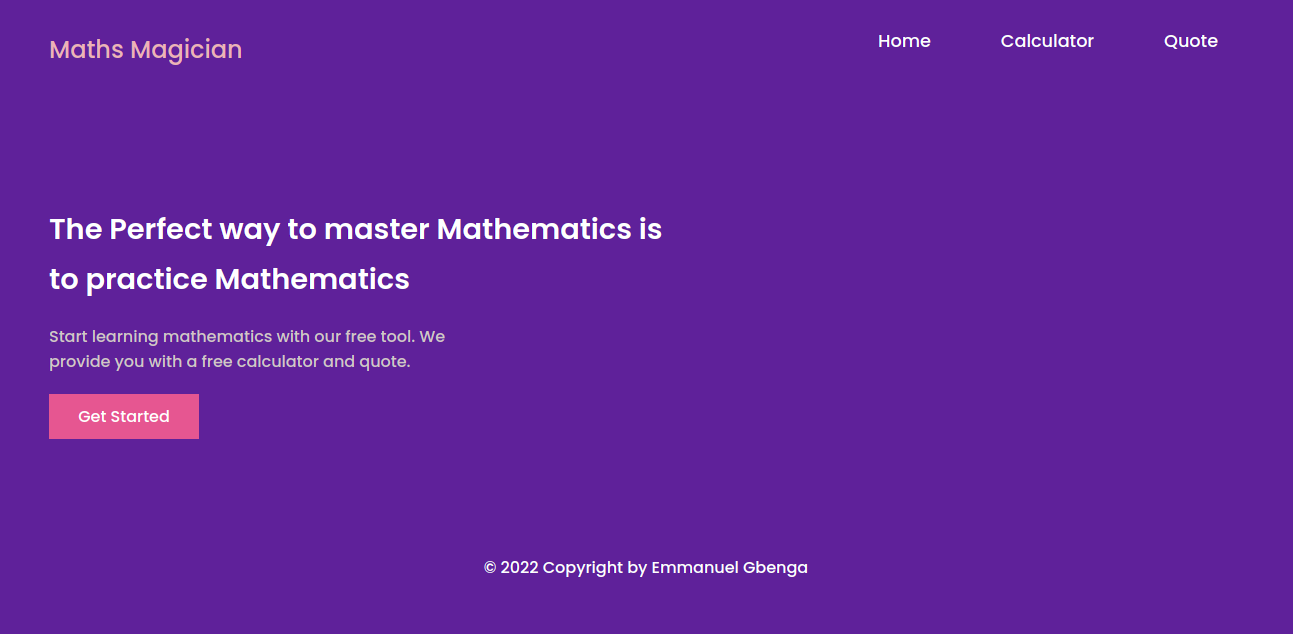 Maths Magician
Home
Calculator
Quote
The Perfect way to master Mathematics is
to practice Mathematics
Start learning mathematics with our free tool. We
provide you with a free calculator and quote.
Get Started
© 2022 Copyright by Emmanuel Gbenga